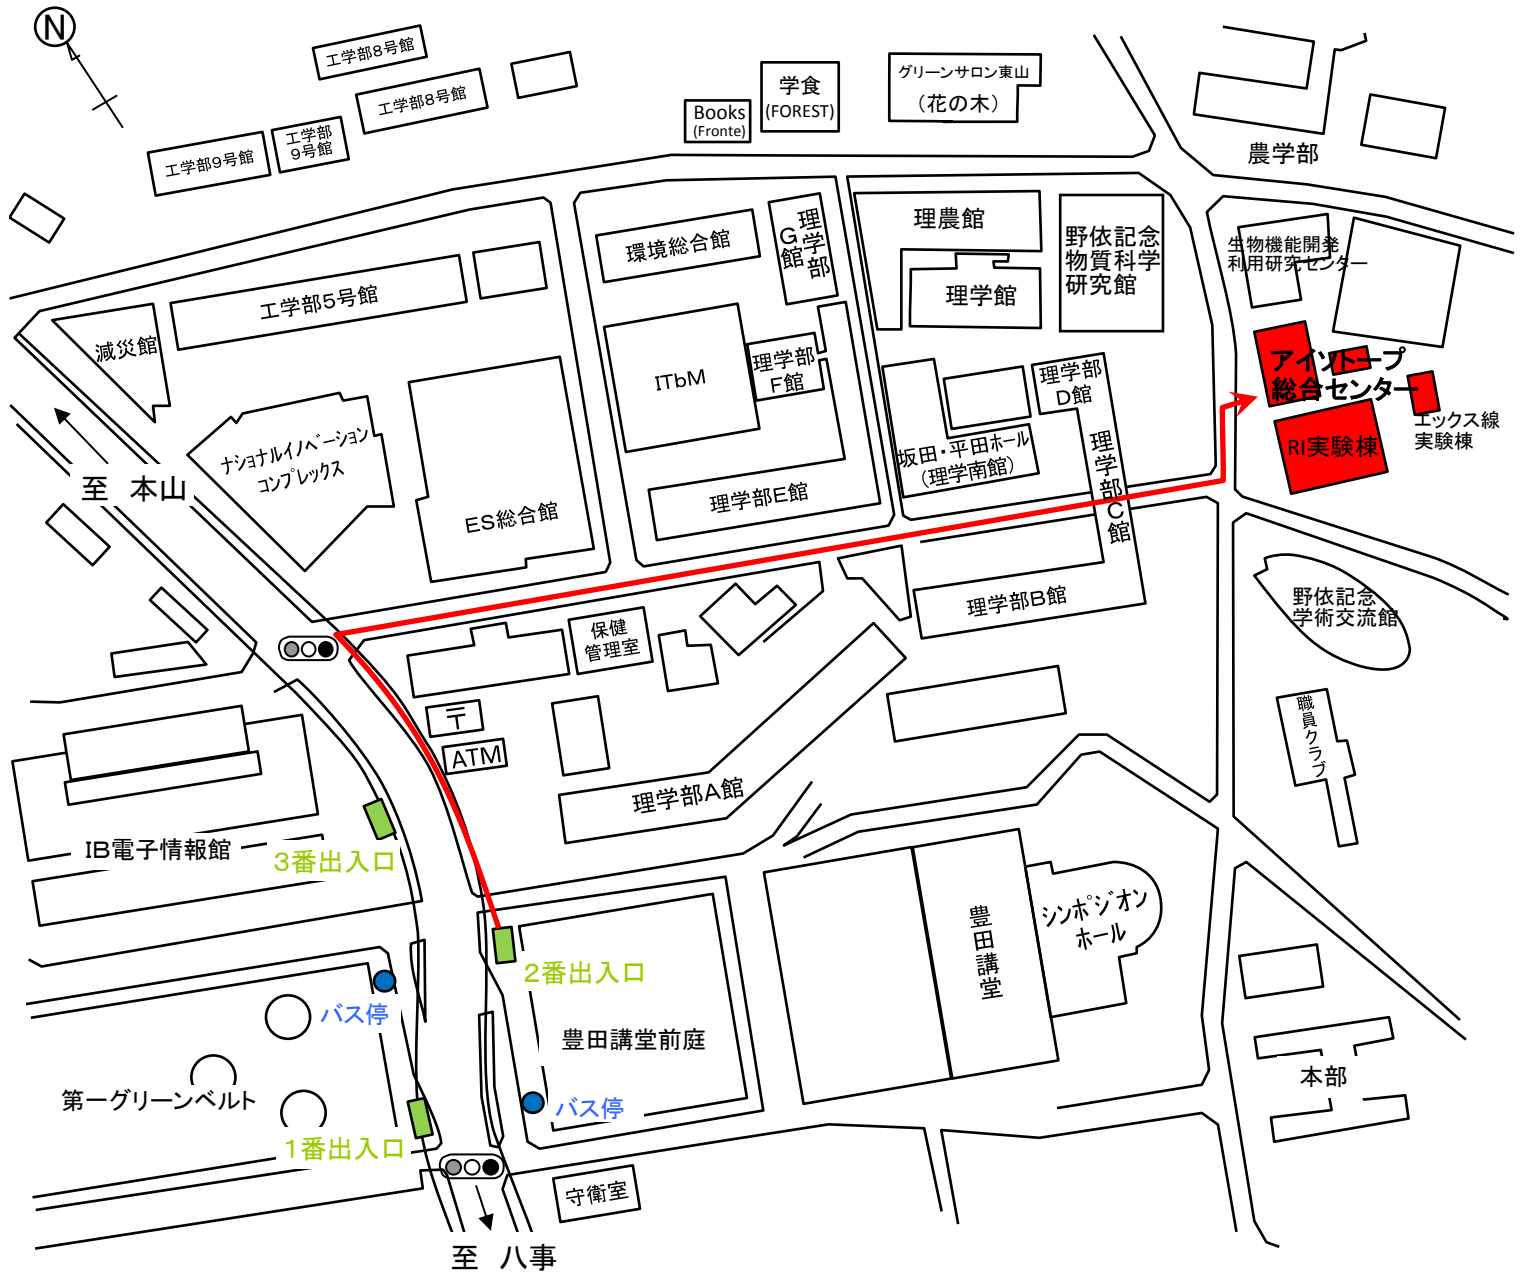 N
工学部8号館
工学部8号館
工学部9号館
工学部
9号館
Books
(Fronte)
学食
(FOREST)
グリーンサロン東山
（花の木）
農学部
環境総合館
理学部
G館
理農館
野依記念
物質科学
研究館
理学館
生物機能開発
利用研究センター
工学部5号館
減災館
ITbM
理学部
F館
理学部
D館
アイソトープ
総合センター
エックス線
実験棟
RI実験棟
ナショナルイノベーション
コンプレックス
至 本山
ES総合館
理学部E館
坂田・平田ホール
（理学南館）
理学部C館
理学部B館
野依記念
学術交流館
保健
管理室
〒
ATM
理学部A館
職員クラブ
IB電子情報館
3番出入口
2番出入口
バス停
豊田講堂前庭
豊田講堂
シンポジオン
ホール
第一グリーンベルト
バス停
1番出入口
本部
守衛室
至 八事